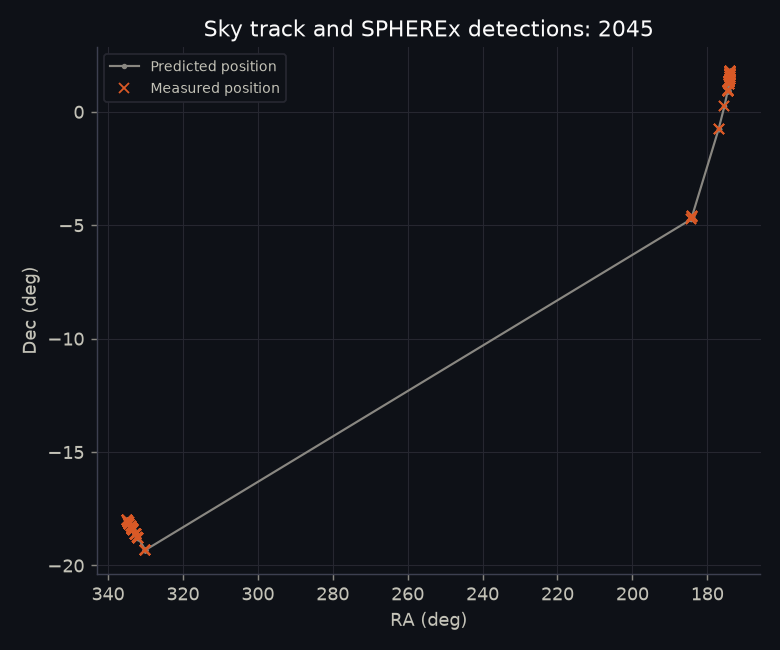 Sky track and SPHEREx detections: 2045
Predicted position
Measured position
Dec (deg)
0
−5
−10
−15
−20
340 320 300 280 260 240 220 200 180
RA (deg)